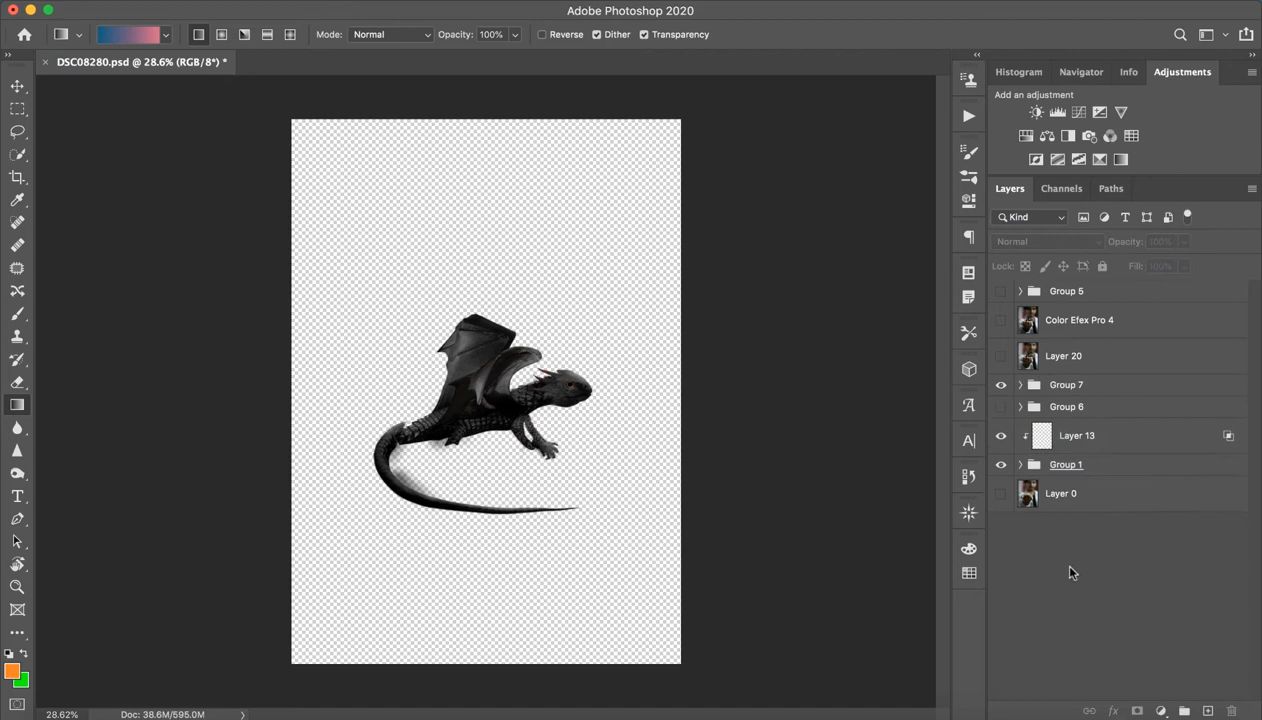 Adobe Photoshop 2020
Mode: Normal Opacity: 100% Reverse Dither Transparency
DSC08280.psd @ 28.6% (RGB/8*) *
Histogram Navigator Info Adjustments
Add an adjustment
Layers Channels Paths
Kind
Normal Opacity: 100%
Lock: Fill: 100%
Group 5
Color Efex Pro 4
Layer 20
Group 7
Group 6
Layer 13
Group 1
Layer 0
28.62% Doc: 38.6M/595.0M